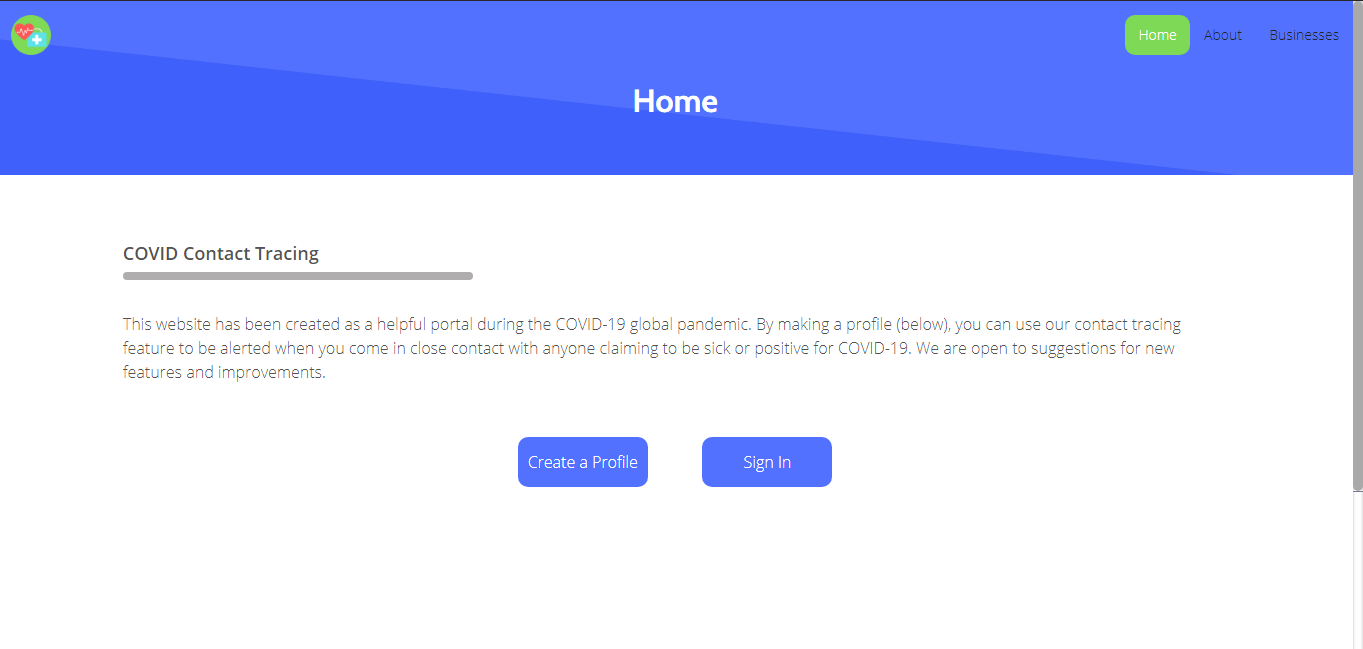 Home About Businesses
Home
COVID Contact Tracing
This website has been created as a helpful portal during the COVID-19 global pandemic. By making a profile (below), you can use our contact tracing
feature to be alerted when you come in close contact with anyone claiming to be sick or positive for COVID-19. We are open to suggestions for new
features and improvements.
Create a Profile Sign In